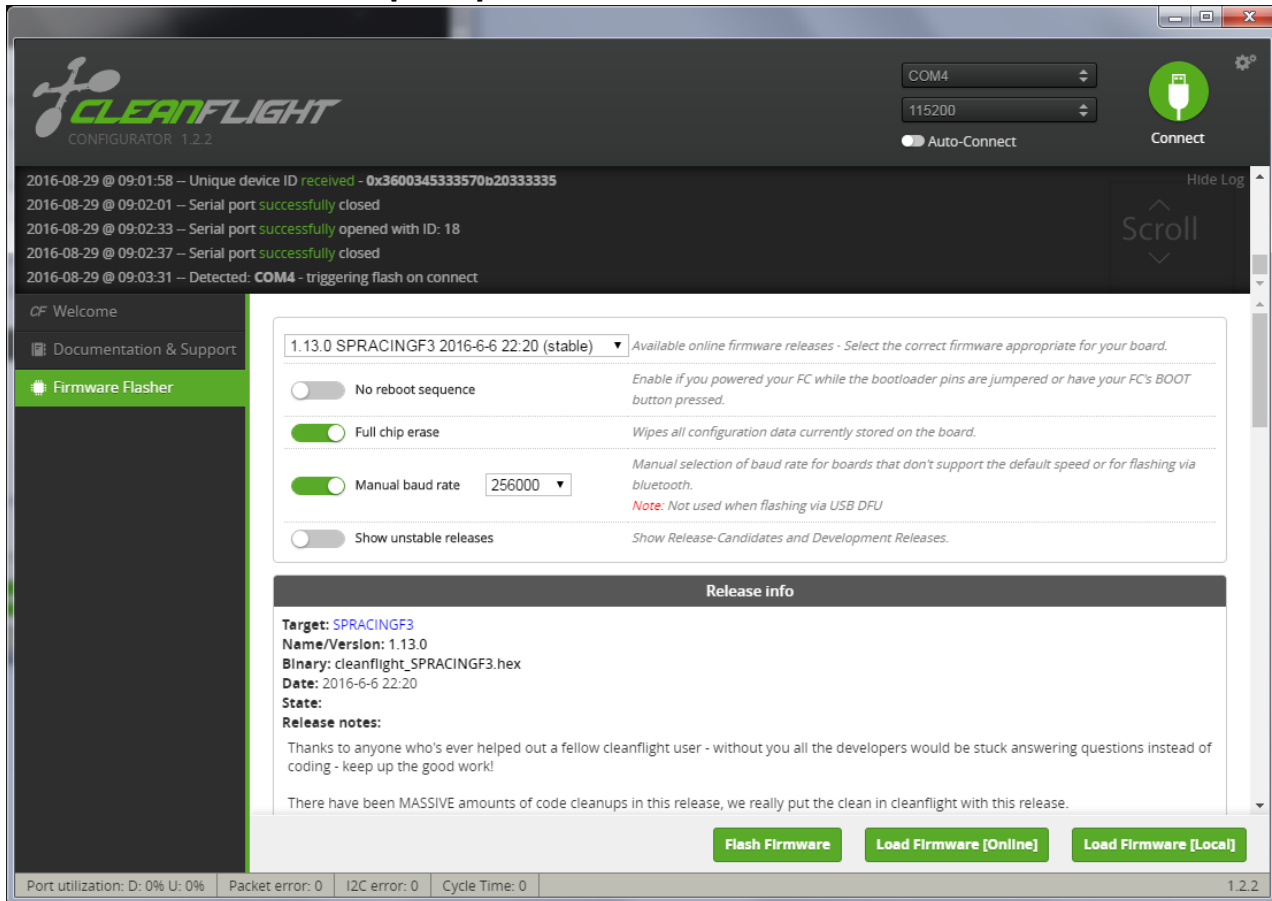 CLEANFLIGHT
CONFIGURATOR 1.2.2
COM4
115200
Auto-Connect
Connect
2016-08-29 @ 09:01:58 -- Unique device ID received - 0x3600345333570b20333335
Hide Log
2016-08-29 @ 09:02:01 -- Serial port successfully closed
2016-08-29 @ 09:02:33 -- Serial port successfully opened with ID: 18
Scroll
2016-08-29 @ 09:02:37 -- Serial port successfully closed
2016-08-29 @ 09:03:31 -- Detected: COM4 - triggering flash on connect
CF Welcome
Documentation & Support
Firmware Flasher
1.13.0 SPRACINGF3 2016-6-6 22:20 (stable)
Available online firmware releases - Select the correct firmware appropriate for your board.
No reboot sequence
Enable if you powered your FC while the bootloader pins are jumpered or have your FC's BOOT
button pressed.
Full chip erase
Wipes all configuration data currently stored on the board.
Manual baud rate
256000
Manual selection of baud rate for boards that don't support the default speed or for flashing via
bluetooth.
Note: Not used when flashing via USB DFU
Show unstable releases
Show Release-Candidates and Development Releases.
Release info
Target: SPRACINGF3
Name/Version: 1.13.0
Binary: cleanflight_SPRACINGF3.hex
Date: 2016-6-6 22:20
State:
Release notes:
Thanks to anyone who's ever helped out a fellow cleanflight user - without you all the developers would be stuck answering questions instead of
coding - keep up the good work!
There have been MASSIVE amounts of code cleanups in this release, we really put the clean in cleanflight with this release.
Flash Firmware
Load Firmware [Online]
Load Firmware [Local]
Port utilization: D: 0% U: 0%
Packet error: 0
I2C error: 0
Cycle Time: 0
1.2.2